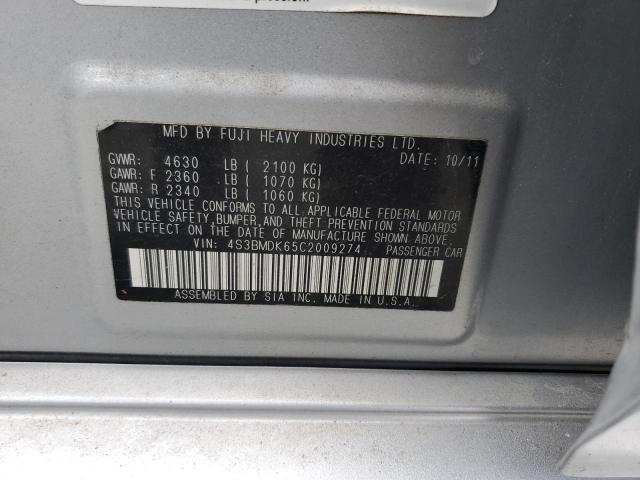 MFD BY FUJI HEAVY INDUSTRIES LTD.
DATE: 10/11
GVWR: 4630 LB ( 2100 KG)
GAWR: F 2360 LB ( 1070 KG)
GAWR: R 2340 LB ( 1060 KG)
THIS VEHICLE CONFORMS TO ALL APPLICABLE FEDERAL MOTOR
VEHICLE SAFETY, BUMPER, AND THEFT PREVENTION STANDARDS
IN EFFECT ON THE DATE OF MANUFACTURE SHOWN ABOVE.
VIN: 4S3BMDK65C2009274 PASSENGER CAR
ASSEMBLED BY SIA INC. MADE IN U.S.A.